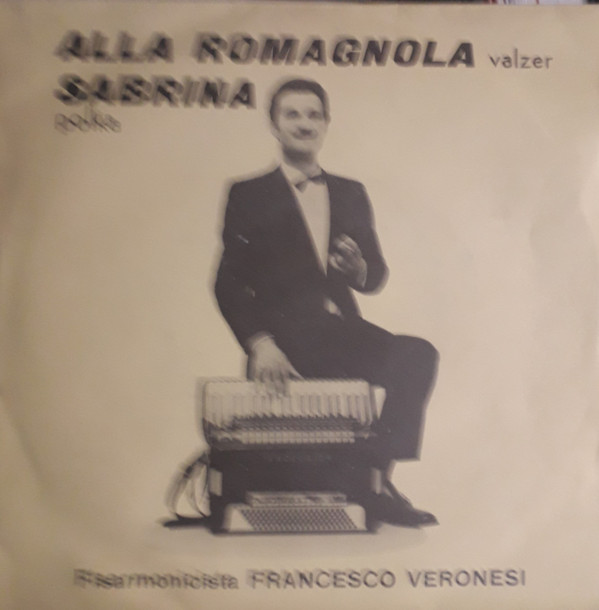 ALLA ROMAGNOLA valzer
SABRINA
polka
Fisarmonicista FRANCESCO VERONESI